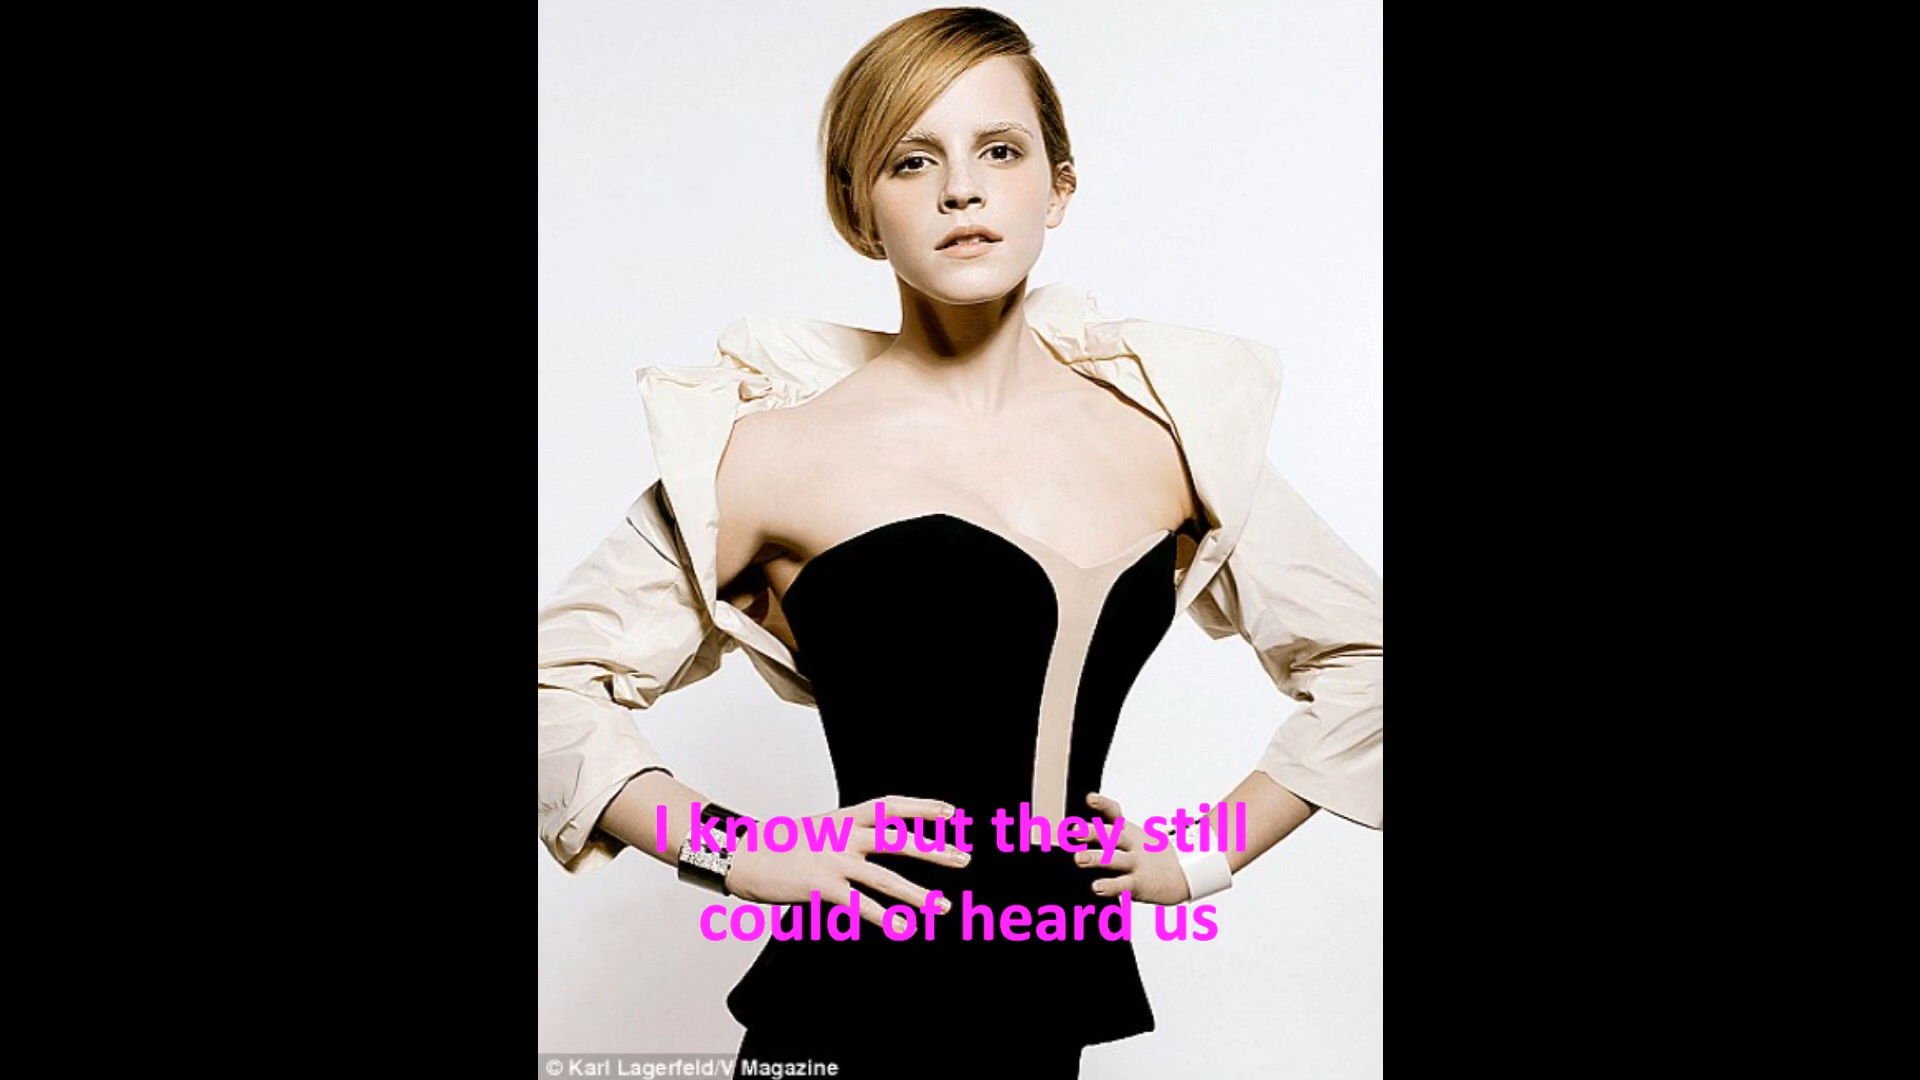 I know but they still
could of heard us
© Karl Lagerfeld/V Magazine